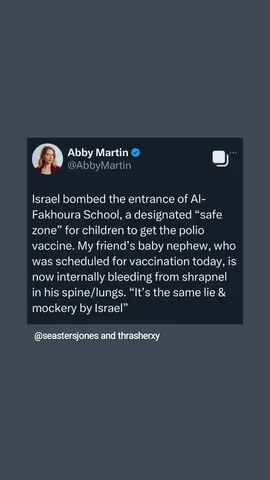 Abby Martin
@AbbyMartin
Israel bombed the entrance of Al-
Fakhoura School, a designated “safe
zone” for children to get the polio
vaccine. My friend’s baby nephew, who
was scheduled for vaccination today, is
now internally bleeding from shrapnel
in his spine/lungs. “It’s the same lie &
mockery by Israel”
@seastersjones and thrasherxy